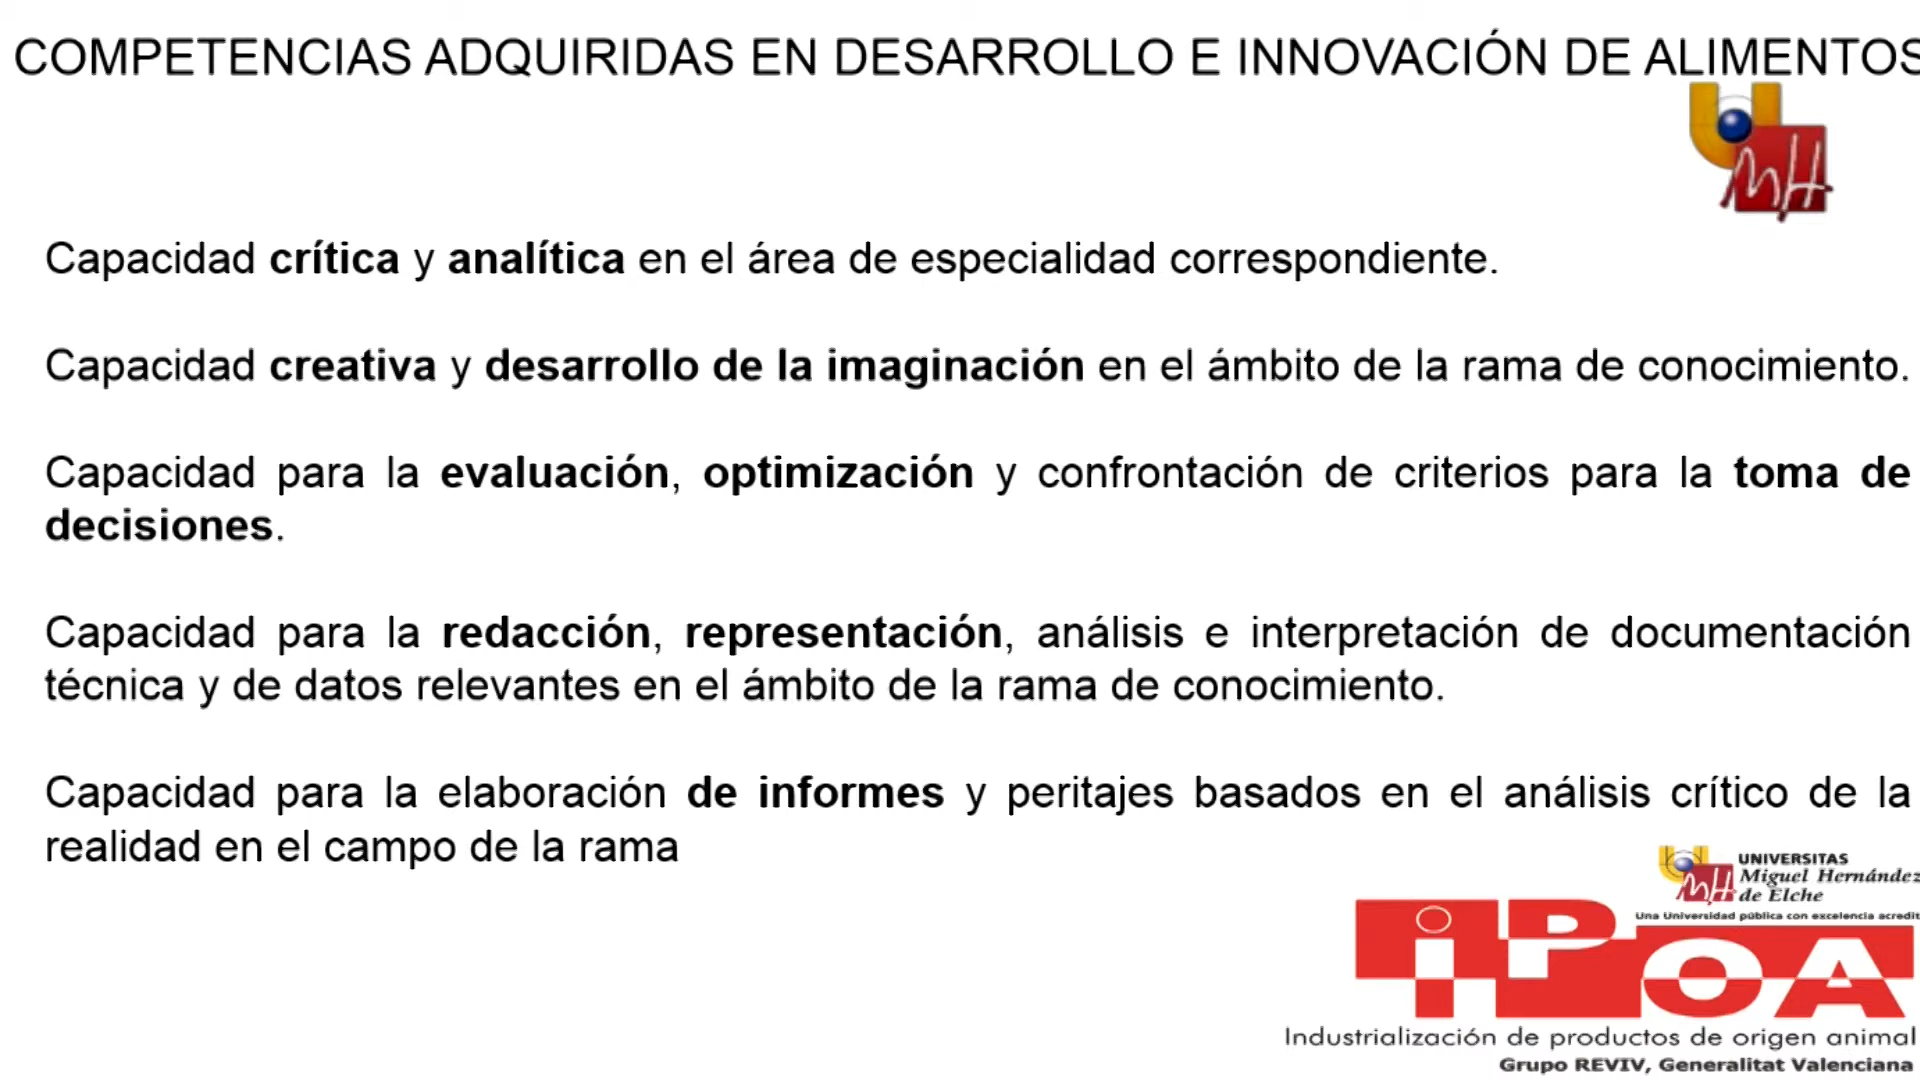 COMPETENCIAS ADQUIRIDAS EN DESARROLLO E INNOVACIÓN DE ALIMENTOS
UMH
Capacidad crítica y analítica en el área de especialidad correspondiente.
Capacidad creativa y desarrollo de la imaginación en el ámbito de la rama de conocimiento.
Capacidad para la evaluación, optimización y confrontación de criterios para la toma de
decisiones.
Capacidad para la redacción, representación, análisis e interpretación de documentación
técnica y de datos relevantes en el ámbito de la rama de conocimiento.
Capacidad para la elaboración de informes y peritajes basados en el análisis crítico de la
realidad en el campo de la rama
UMH
UNIVERSITAS
Miguel Hernández
de Elche
Una Universidad pública con excelencia acredit
iPOA
Industrialización de productos de origen animal
Grupo REVIV, Generalitat Valenciana